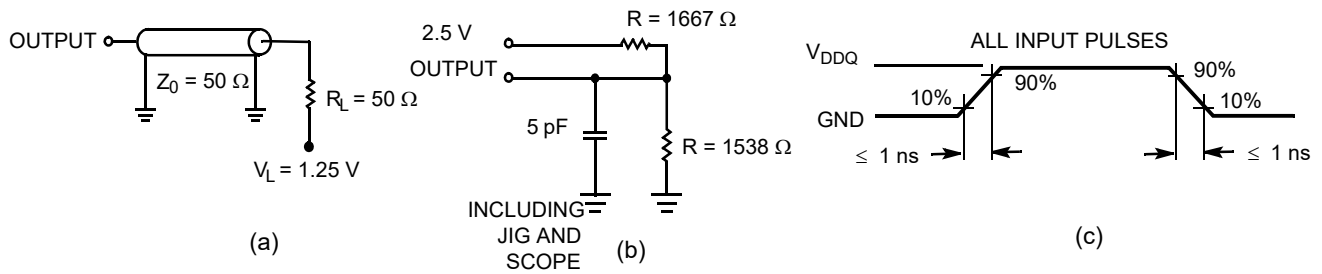 OUTPUT
Z0 = 50 Ω
RL = 50 Ω
VL = 1.25 V
(a)
R = 1667 Ω
2.5 V
OUTPUT
5 pF
R = 1538 Ω
INCLUDING
JIG AND
SCOPE
(b)
ALL INPUT PULSES
VDDQ
GND
10%
90%
90%
10%
≤ 1 ns
≤ 1 ns
(c)